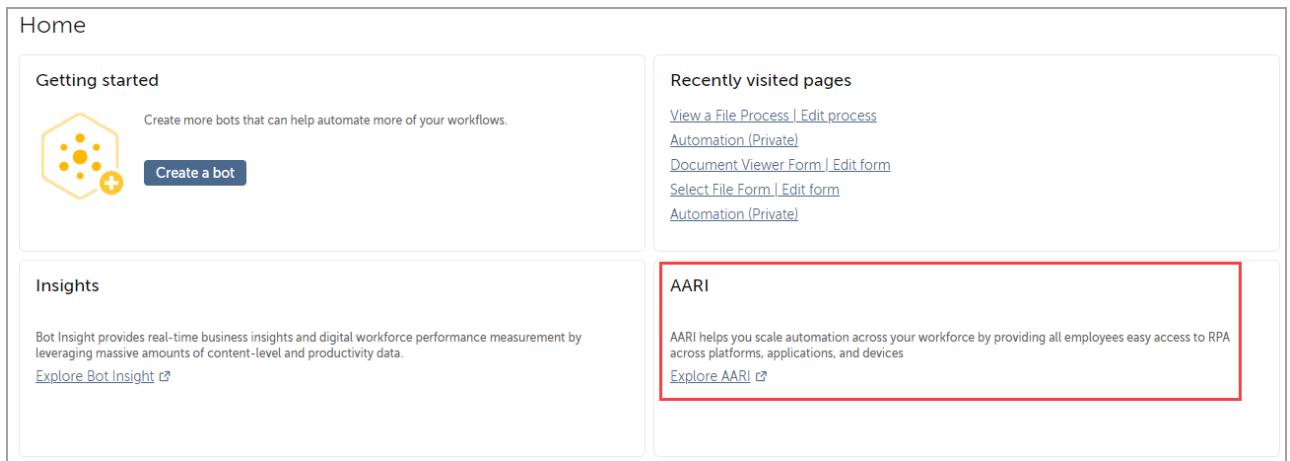 Home
Getting started
Create more bots that can help automate more of your workflows.
Create a bot
Recently visited pages
View a File Process | Edit process
Automation (Private)
Document Viewer Form | Edit form
Select File Form | Edit form
Automation (Private)
Insights
Bot Insight provides real-time business insights and digital workforce performance measurement by
leveraging massive amounts of content-level and productivity data.
Explore Bot Insight
AARI
AARI helps you scale automation across your workforce by providing all employees easy access to RPA
across platforms, applications, and devices
Explore AARI